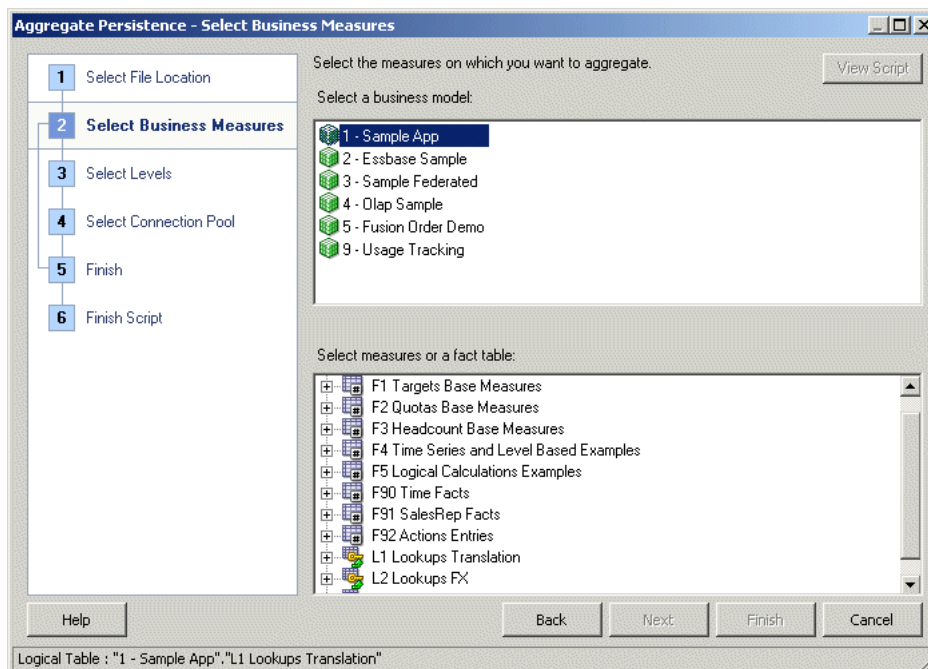 Aggregate Persistence - Select Business Measures
1 Select File Location
2 Select Business Measures
3 Select Levels
4 Select Connection Pool
5 Finish
6 Finish Script
Select the measures on which you want to aggregate.
View Script
Select a business model:
1 - Sample App
2 - Essbase Sample
3 - Sample Federated
4 - Olap Sample
5 - Fusion Order Demo
9 - Usage Tracking
Select measures or a fact table:
F1 Targets Base Measures
F2 Quotas Base Measures
F3 Headcount Base Measures
F4 Time Series and Level Based Examples
F5 Logical Calculations Examples
F90 Time Facts
F91 SalesRep Facts
F92 Actions Entries
L1 Lookups Translation
L2 Lookups FX
Help
Back
Next
Finish
Cancel
Logical Table : "1 - Sample App"."L1 Lookups Translation"